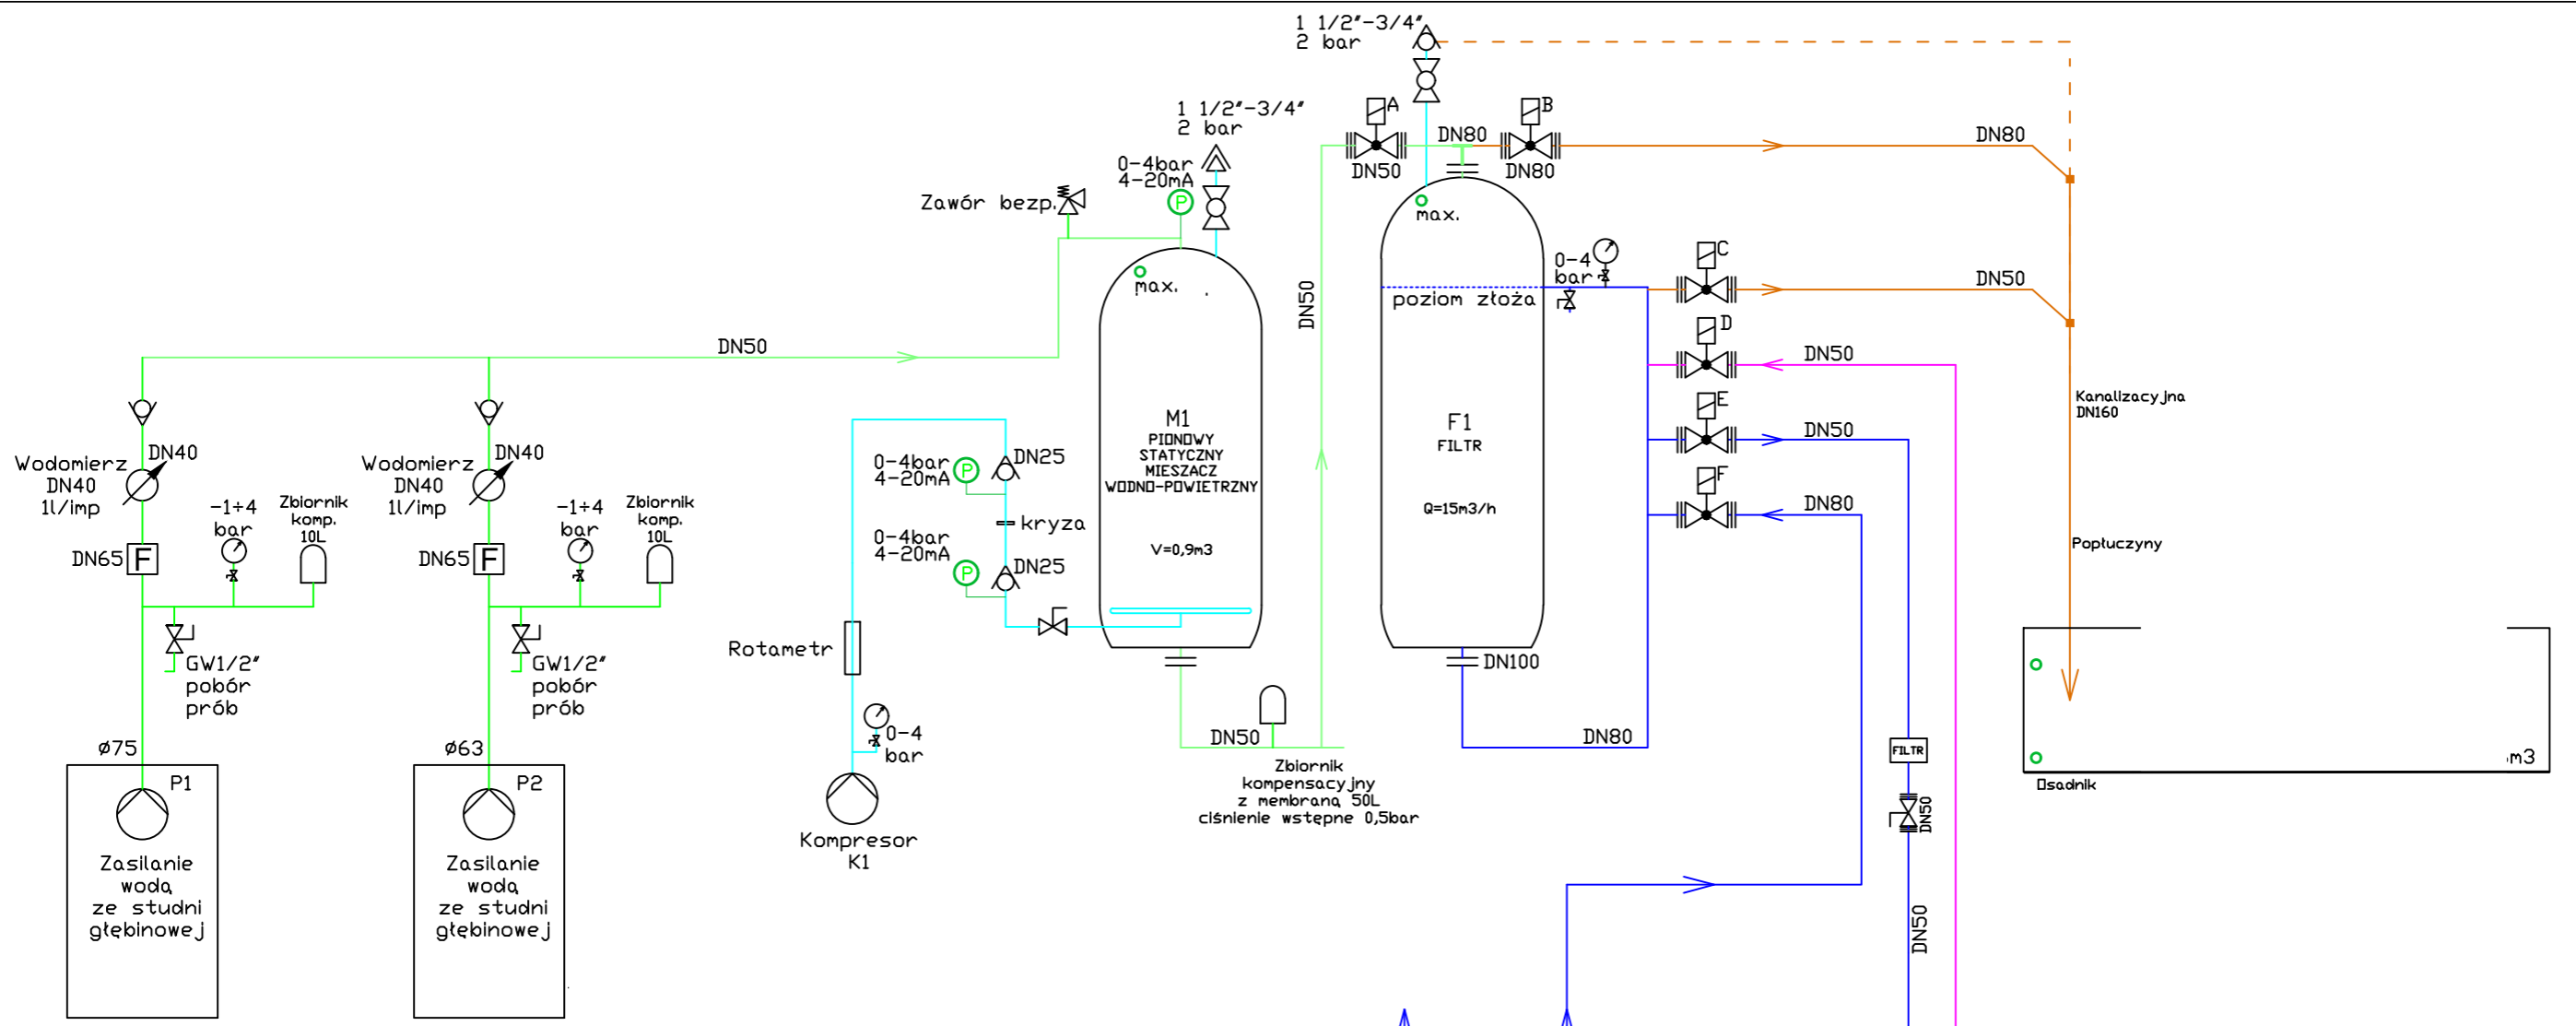 1 1/2"-3/4"
2 bar
1 1/2"-3/4"
2 bar
A
B
DN80
DN50
DN80
DN80
0-4bar
4-20mA
P
Zawór bezp.
max.
max.
C
0-4
bar
poziom złoża
DN50
DN50
D
DN50
DN50
E
DN50
F
DN80
Kanalizacyjna
DN160
Popłuczyny
M1
PIONOWY
STATYCZNY
MIESZACZ
WODNO-POWIETRZNY
V=0,9m3
F1
FILTR
Q=15m3/h
DN100
DN80
DN40
Wodomierz
DN40
1l/imp
-1÷4
bar
Zbiornik
komp.
10L
DN65
F
GW1/2"
pobór
prób
ø75
P1
Zasilanie
wodą
ze studni
głębinowej
DN40
Wodomierz
DN40
1l/imp
-1÷4
bar
Zbiornik
komp.
10L
DN65
F
GW1/2"
pobór
prób
ø63
P2
Zasilanie
wodą
ze studni
głębinowej
0-4bar
4-20mA
P
DN25
kryza
0-4bar
4-20mA
P
DN25
Rotametr
0-4
bar
Kompresor
K1
DN50
Zbiornik
kompensacyjny
z membraną 50L
ciśnienie wstępne 0,5bar
FILTR
DN50
DN50
m3
Osadnik